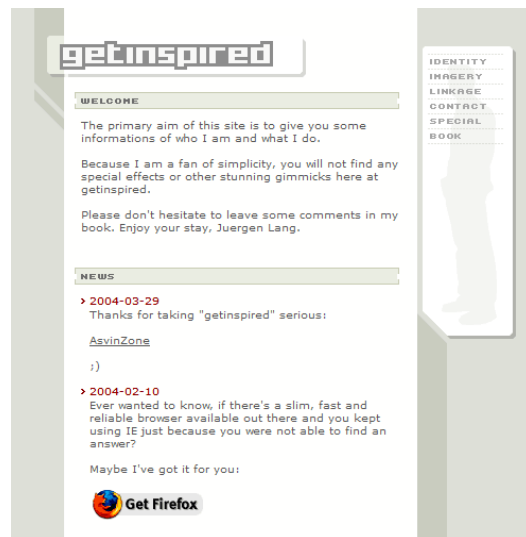 getinspired
IDENTITY
IMAGERY
LINKAGE
CONTACT
SPECIAL
BOOK
WELCOME
The primary aim of this site is to give you some
informations of who I am and what I do.
Because I am a fan of simplicity, you will not find any
special effects or other stunning gimmicks here at
getinspired.
Please don't hesitate to leave some comments in my
book. Enjoy your stay, Juergen Lang.
NEWS
2004-03-29
Thanks for taking "getinspired" serious:
AsvinZone
;)
2004-02-10
Ever wanted to know, if there's a slim, fast and
reliable browser available out there and you kept
using IE just because you were not able to find an
answer?
Maybe I've got it for you:
Get Firefox